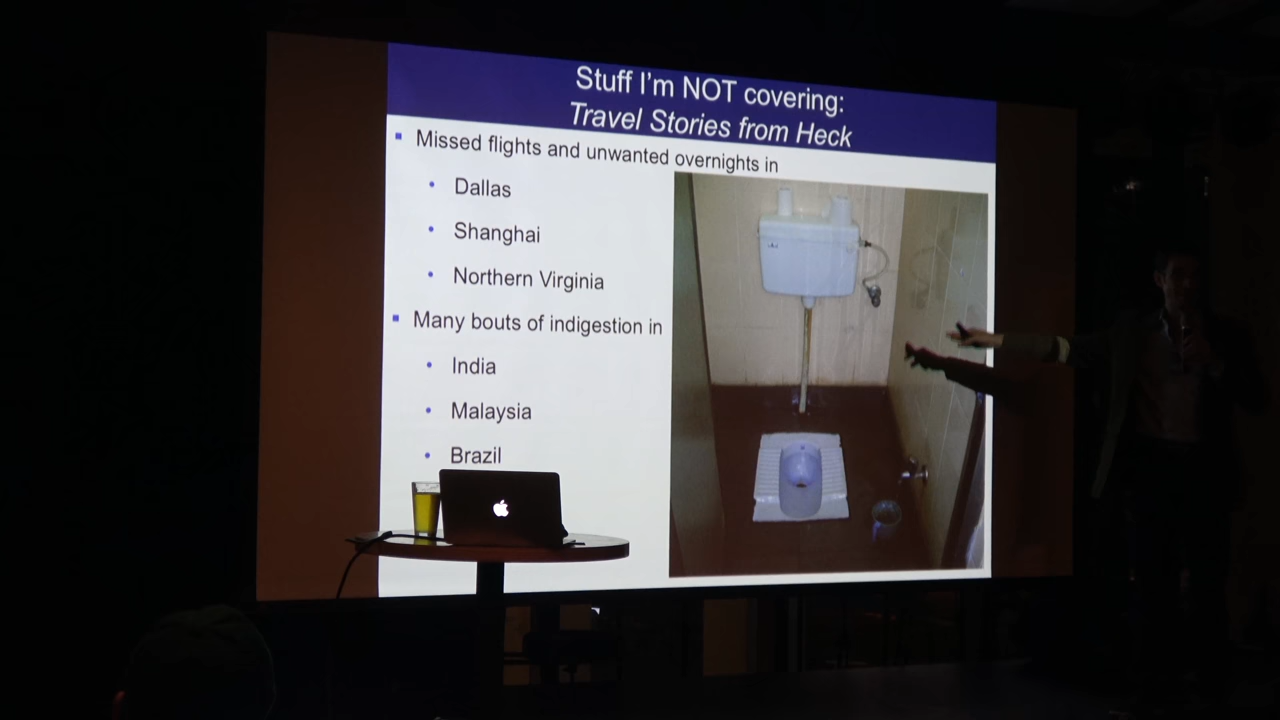 Stuff I'm NOT covering:
Travel Stories from Heck
Missed flights and unwanted overnights in
Dallas
Shanghai
Northern Virginia
Many bouts of indigestion in
India
Malaysia
Brazil